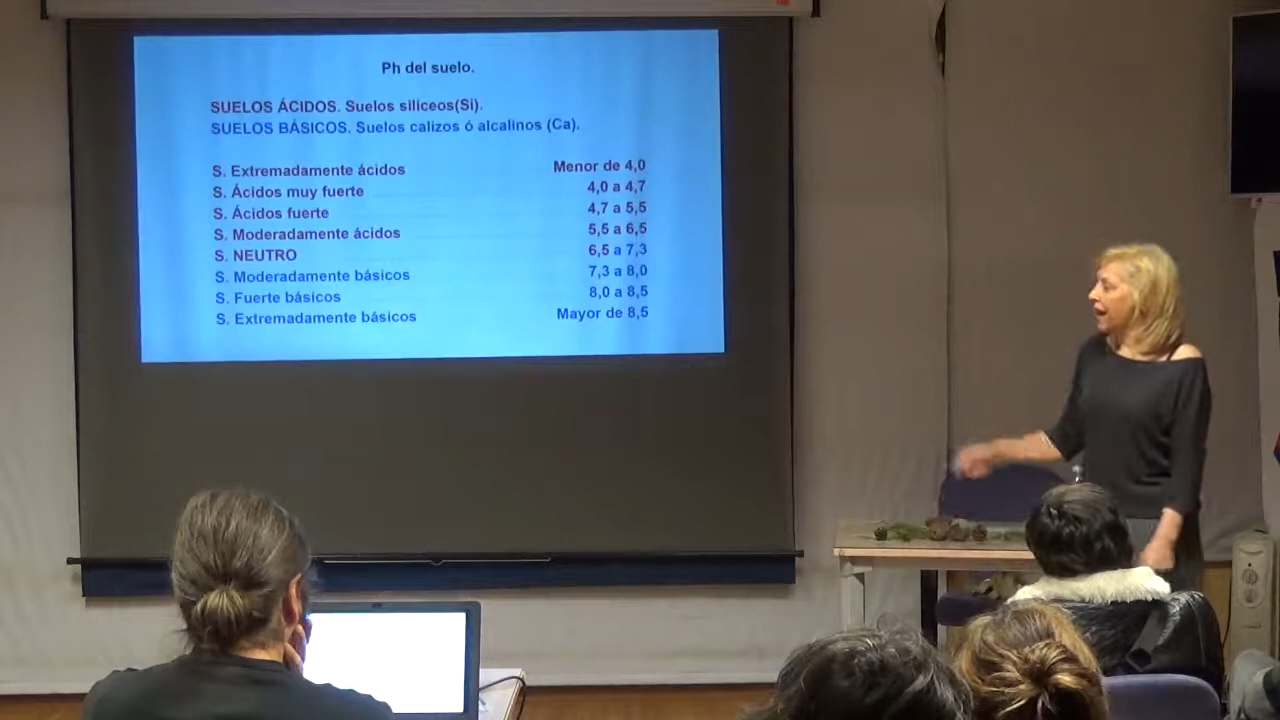 Ph del suelo.
SUELOS ÁCIDOS. Suelos silíceos(Si).
SUELOS BÁSICOS. Suelos calizos ó alcalinos (Ca).
S. Extremadamente ácidos Menor de 4,0
S. Ácidos muy fuerte 4,0 a 4,7
S. Ácidos fuerte 4,7 a 5,5
S. Moderadamente ácidos 5,5 a 6,5
S. NEUTRO 6,5 a 7,3
S. Moderadamente básicos 7,3 a 8,0
S. Fuerte básicos 8,0 a 8,5
S. Extremadamente básicos Mayor de 8,5